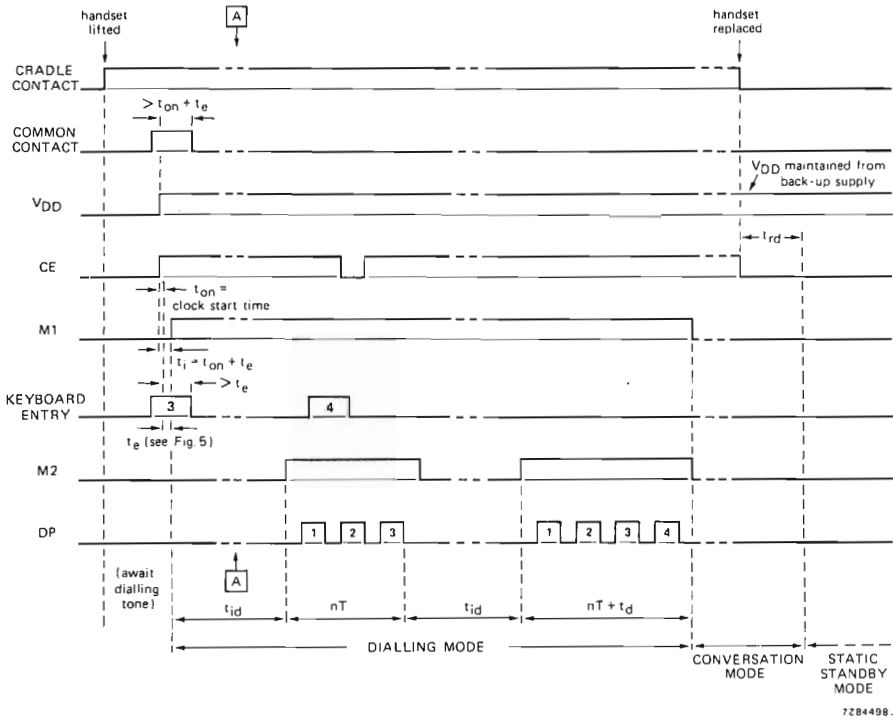 handset
lifted
A
handset
replaced
CRADLE
CONTACT
> ton + te
COMMON
CONTACT
VDD
VDD maintained from
back-up supply
trd
CE
ton =
clock start time
M1
ti = ton + te
> te
KEYBOARD
ENTRY
3
4
te (see Fig. 5)
M2
DP
1 2 3
1 2 3 4
(await
dialling
tone)
A
tid
nT
tid
nT + td
DIALLING MODE
CONVERSATION
MODE
STATIC
STANDBY
MODE
7Z84498.